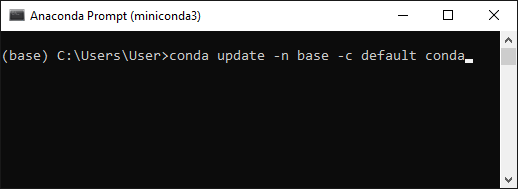 Anaconda Prompt (miniconda3)
(base) C:\Users\User>conda update -n base -c default conda